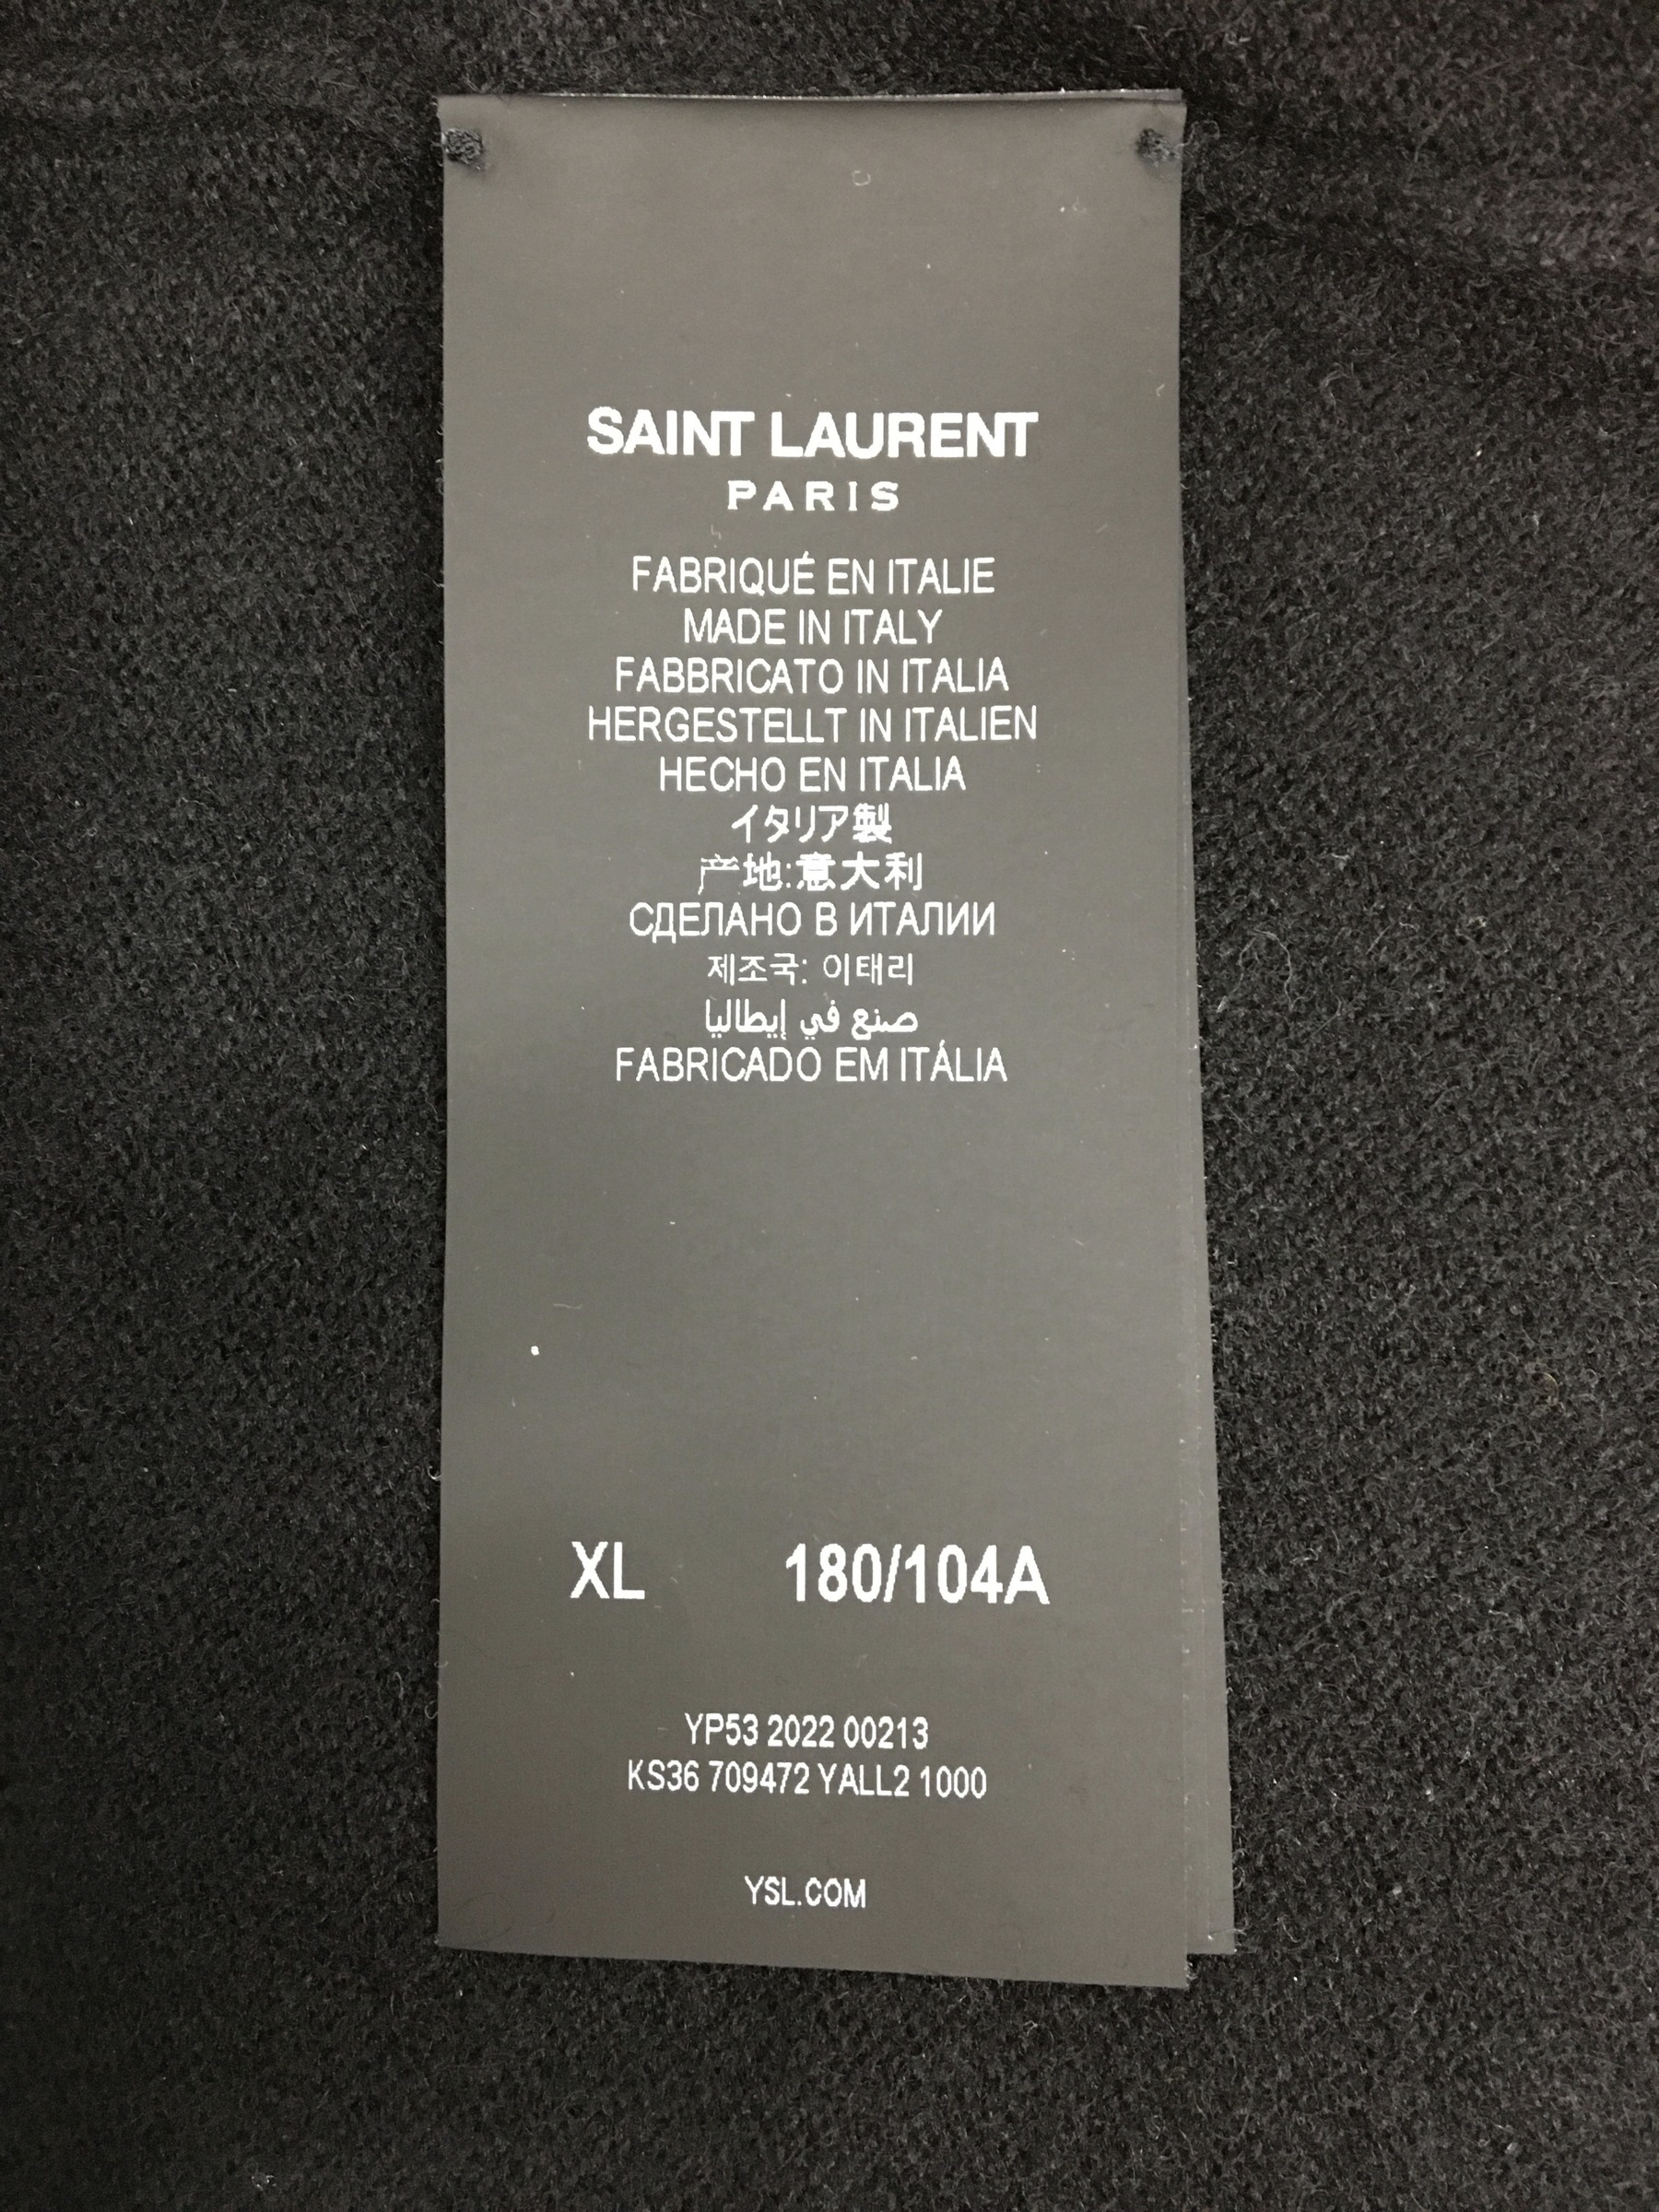 SAINT LAURENT
PARIS
FABRIQUÉ EN ITALIE
MADE IN ITALY
FABBRICATO IN ITALIA
HERGESTELLT IN ITALIEN
HECHO EN ITALIA
イタリア製
产地:意大利
СДЕЛАНО В ИТАЛИИ
제조국: 이태리
صنع في إيطاليا
FABRICADO EM ITÁLIA
XL 180/104A
YP53 2022 00213
KS36 709472 YALL2 1000
YSL.COM